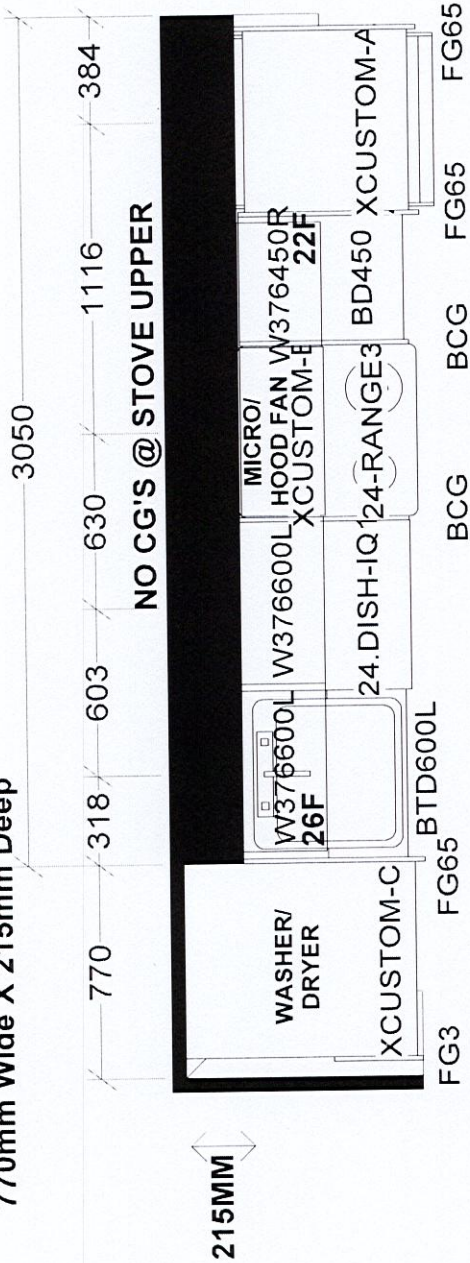 770mm Wide X 215mm Deep
3050
770
318
603
630
1116
384
NO CG'S @ STOVE UPPER
215MM
WASHER/
DRYER
XCUSTOM-C
W376600L
26F
W376600L
MICRO/
HOOD FAN
XCUSTOM-B
W376450R
22F
24.DISH-IQ1
24-RANGE3
BD450
XCUSTOM-A
BTD600L
FG3
FG65
BCG
BCG
FG65
FG65